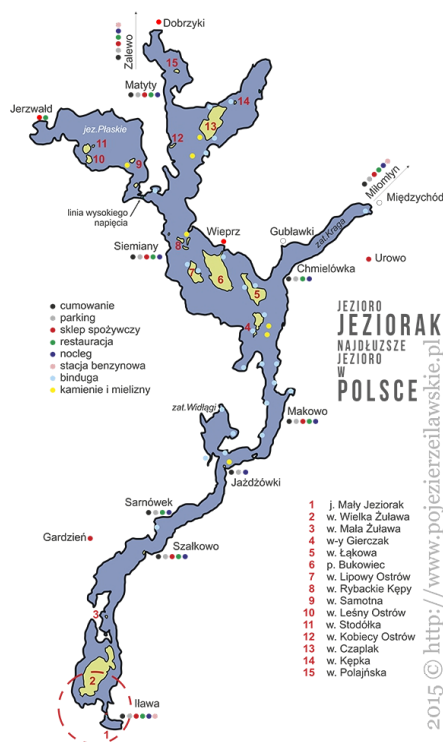 Dobrzyki
Zalewo
15
Matyty
14
13
Jerzwałd
jez.Płaskie
11
10
9
12
Miłomłyn
Międzychód
linia wysokiego
napięcia
Siemiany
8
Wieprz
Gubławki
zat.Kraga
Urowo
7
6
5
Chmielówka
4
cumowanie
parking
sklep spożywczy
restauracja
nocleg
stacja benzynowa
binduga
kamienie i mielizny
JEZIORO
JEZIORAK
NAJDŁUŻSZE
JEZIORO
W
POLSCE
zat.Widłągi
Makowo
Jażdżówki
Sarnówek
Gardzień
Szałkowo
3
2
Iława
1
1 j. Mały Jeziorak
2 w. Wielka Żuława
3 w. Mała Żuława
4 w-y Gierczak
5 w. Łąkowa
6 p. Bukowiec
7 w. Lipowy Ostrów
8 w. Rybackie Kępy
9 w. Samotna
10 w. Leśny Ostrów
11 w. Stodółka
12 w. Kobiecy Ostrów
13 w. Czaplak
14 w. Kępka
15 w. Polajńska
2015 © http://www.pojezierzeilawskie.pl